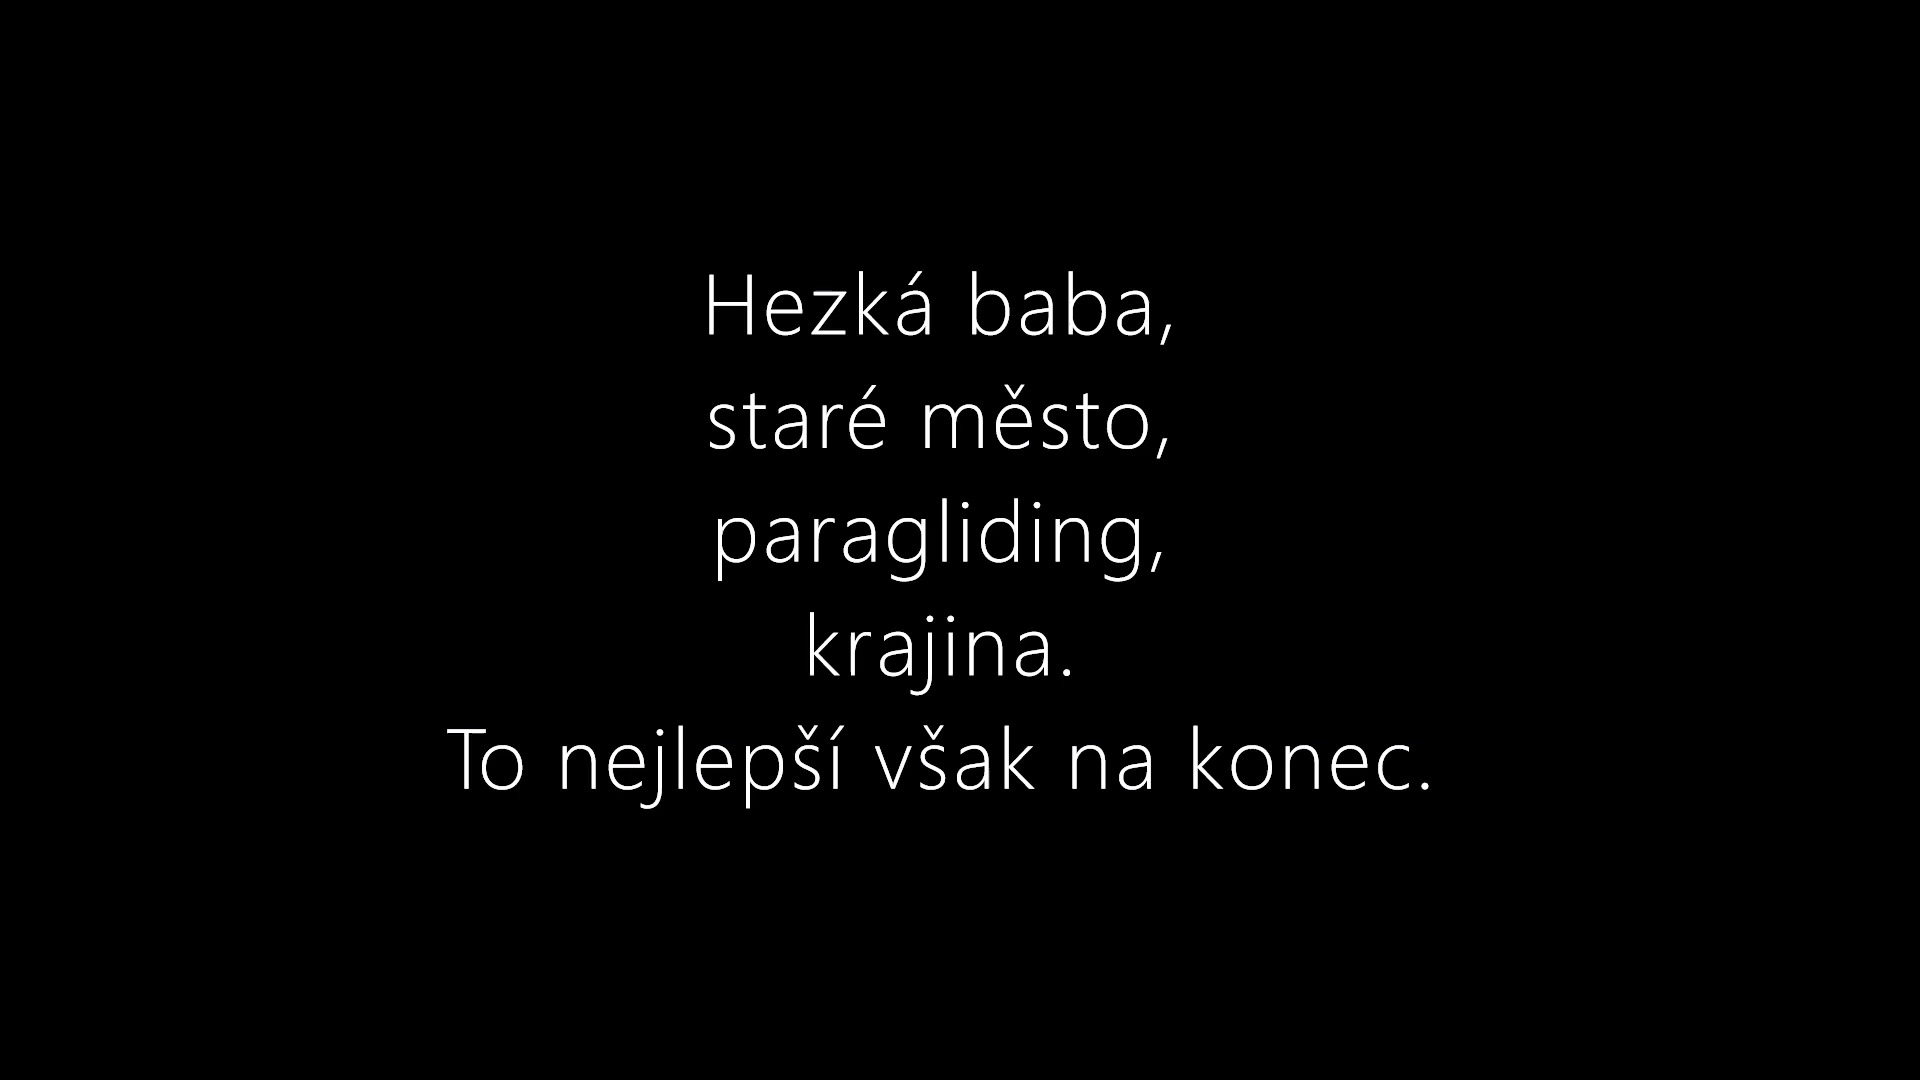 Hezká baba,
staré město,
paragliding,
krajina.
To nejlepší však na konec.